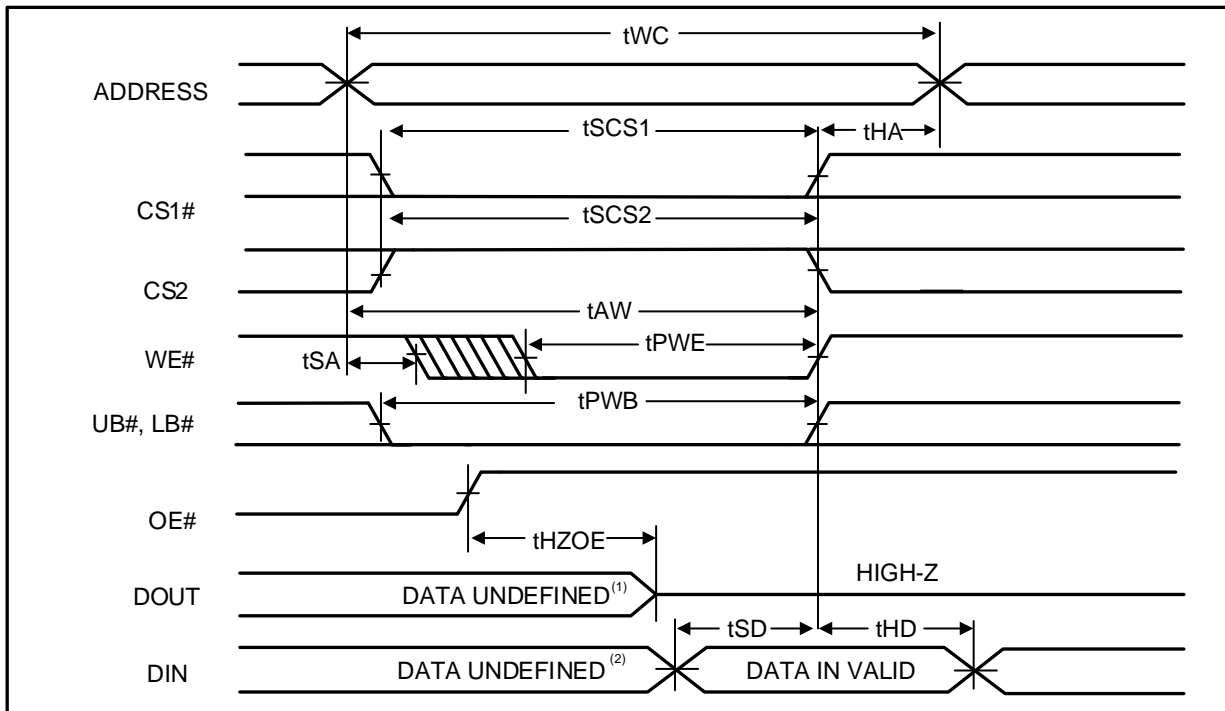 tWC
ADDRESS
tSCS1
tHA
CS1#
tSCS2
CS2
tAW
WE#
tSA
tPWE
tPWB
UB#, LB#
OE#
tHZOE
HIGH-Z
DOUT
DATA UNDEFINED (1)
tSD
tHD
DIN
DATA UNDEFINED (2)
DATA IN VALID